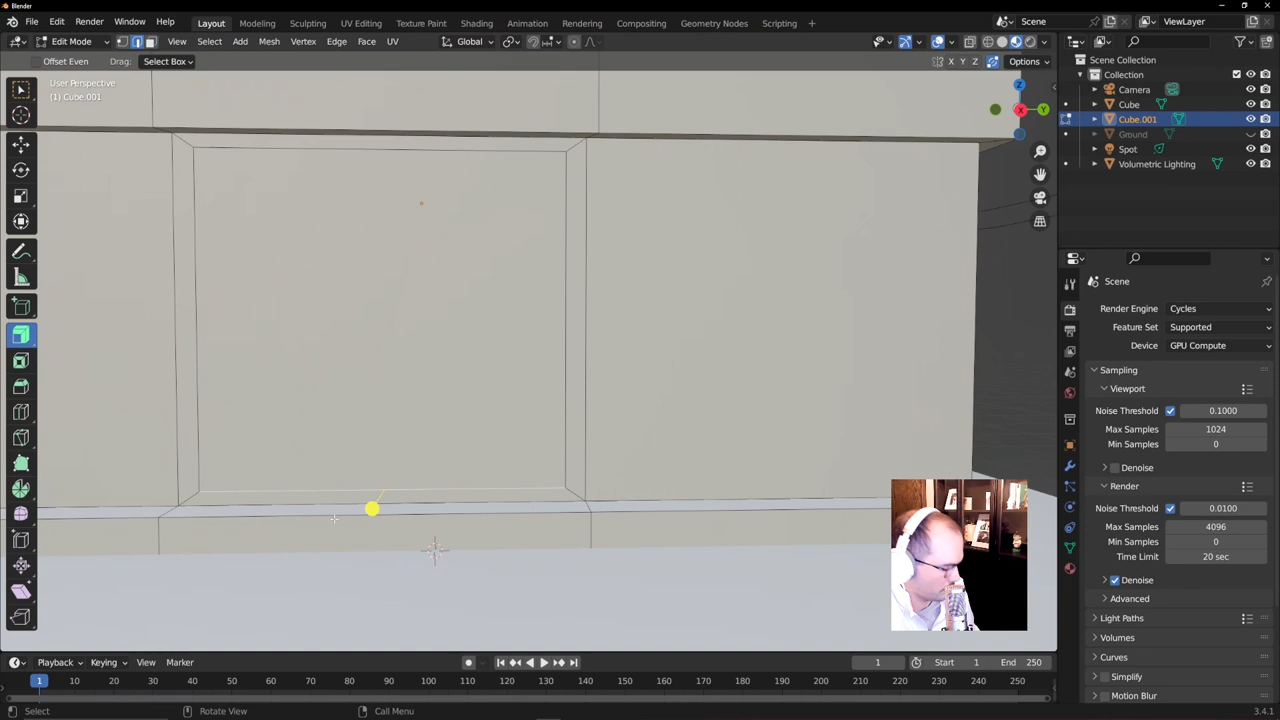 Blender
File Edit Render Window Help
Layout Modeling Sculpting UV Editing Texture Paint Shading Animation Rendering Compositing Geometry Nodes Scripting
Scene
ViewLayer
Edit Mode
View Select Add Mesh Vertex Edge Face UV
Global
Offset Even
Drag: Select Box
X Y Z
Options
User Perspective
(1) Cube.001
Z
X
Y
Scene Collection
Collection
Camera
Cube
Cube.001
Ground
Spot
Volumetric Lighting
Scene
Render Engine Cycles
Feature Set Supported
Device GPU Compute
Sampling
Viewport
Noise Threshold 0.1000
Max Samples 1024
Min Samples 0
Denoise
Render
Noise Threshold 0.0100
Max Samples 4096
Min Samples 0
Time Limit 20 sec
Denoise
Advanced
Light Paths
Volumes
Curves
Simplify
Motion Blur
Playback Keying View Marker
1
Start 1
End 250
1 10 20 30 40 50 60 70 80 90 100 110 120 130 140 150 160 170 180 190 200 210 220 230 240 250
Select
Rotate View
Call Menu
3.4.1